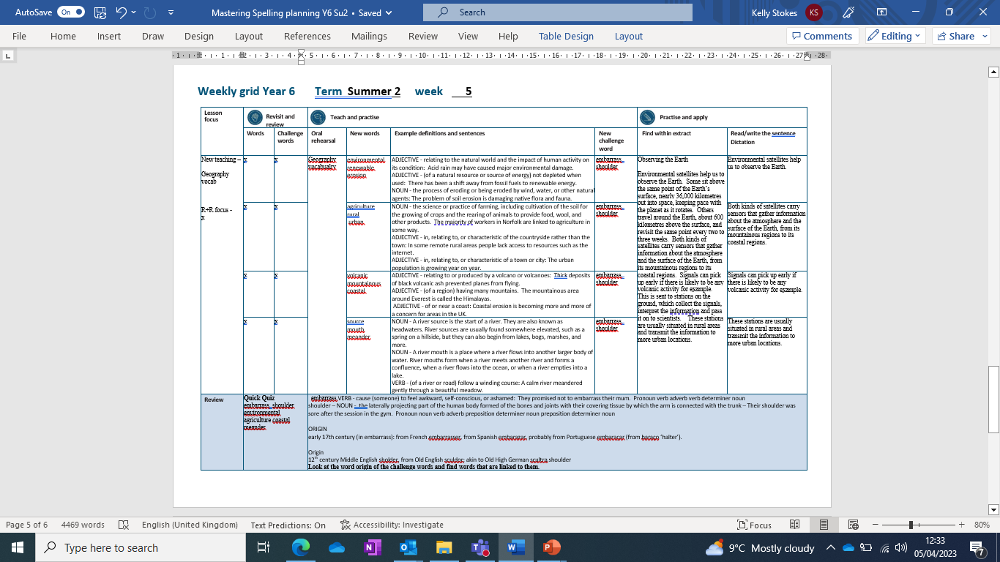 AutoSave On
Mastering Spelling planning Y6 Su2 • Saved
Search
Kelly Stokes KS
File Home Insert Draw Design Layout References Mailings Review View Help Table Design Layout
Comments Editing Share
Weekly grid Year 6 Term Summer 2 week 5
Lesson focus
Revisit and review
Teach and practise
Practise and apply
Words
Challenge words
Oral rehearsal
New words
Example definitions and sentences
New challenge word
Find within extract
Read/write the sentence
Dictation
New teaching –
Geography
vocab
R+R focus -
x
x
x
Geography
vocabualry
environmental
renewable
erosion
ADJECTIVE - relating to the natural world and the impact of human activity on
its condition: Acid rain may have caused major environmental damage.
ADJECTIVE - (of a natural resource or source of energy) not depleted when
used: There has been a shift away from fossil fuels to renewable energy.
NOUN - the process of eroding or being eroded by wind, water, or other natural
agents: The problem of soil erosion is damaging native flora and fauna.
embarrass
shoulder
Observing the Earth
Environmental satellites help us to
observe the Earth. Some sit above
the same point of the Earth's
surface, nearly 36,000 kilometres
out into space, keeping pace with
the planet as it rotates. Others
travel around the Earth, about 600
kilometres above the surface, and
revisit the same point every two to
three weeks. Both kinds of
satellites carry sensors that gather
information about the atmosphere
and the surface of the Earth, from
its mountainous regions to its
coastal regions. Signals can pick
up early if there is likely to be any
volcanic activity for example.
This is sent to stations on the
ground, which collect the signals,
interpret the information and pass
it on to scientists. These stations
are usually situated in rural areas
and transmit the information to
more urban locations.
Environmental satellites help
us to observe the Earth.
x
x
agriculture
rural
urban
NOUN - the science or practice of farming, including cultivation of the soil for
the growing of crops and the rearing of animals to provide food, wool, and
other products. The majority of workers in Norfolk are linked to agriculture in
some way.
ADJECTIVE - in, relating to, or characteristic of the countryside rather than the
town: In some remote rural areas people lack access to resources such as the
internet.
ADJECTIVE - in, relating to, or characteristic of a town or city: The urban
population is growing year on year.
embarrass
shoulder
Both kinds of satellites carry
sensors that gather information
about the atmosphere and the
surface of the Earth, from its
mountainous regions to its
coastal regions.
x
x
volcanic
mountainous
coastal
ADJECTIVE - relating to or produced by a volcano or volcanoes: Thick deposits
of black volcanic ash prevented planes from flying.
ADJECTIVE - (of a region) having many mountains. The mountainous area
around Everest is called the Himalayas.
ADJECTIVE - of or near a coast: Coastal erosion is becoming more and more of
a concern for areas in the UK.
embarrass
shoulder
Signals can pick up early if
there is likely to be any
volcanic activity for example.
x
x
source
mouth
meander
NOUN - A river source is the start of a river. They are also known as
headwaters. River sources are usually found somewhere elevated, such as a
spring on a hillside, but they can also begin from lakes, bogs, marshes, and
more.
NOUN - A river mouth is a place where a river flows into another larger body of
water. River mouths form when a river meets another river and forms a
confluence, when a river flows into the ocean, or when a river empties into a
lake.
VERB - (of a river or road) follow a winding course: A calm river meandered
gently through a beautiful meadow.
embarrass
shoulder
These stations are usually
situated in rural areas and
transmit the information to
more urban locations.
Review
Quick Quiz
embarrass shoulder
environmental
agriculture coastal
meander
embarrass VERB - cause (someone) to feel awkward, self-conscious, or ashamed: They promised not to embarrass their mum. Pronoun verb adverb verb determiner noun
shoulder – NOUN - the laterally projecting part of the human body formed of the bones and joints with their covering tissue by which the arm is connected with the trunk – Their shoulder was
sore after the session in the gym. Pronoun noun verb adverb preposition determiner noun preposition determiner noun
ORIGIN
early 17th century (in embarrass): from French embarrasser, from Spanish embarazar, probably from Portuguese embaraçar (from baraço 'halter').
Origin
12th century Middle English sholder, from Old English sculdor; akin to Old High German scultra shoulder
Look at the word origin of the challenge words and find words that are linked to them.
Page 5 of 6 4469 words English (United Kingdom) Text Predictions: On Accessibility: Investigate Focus 80%
Type here to search
9°C Mostly cloudy
12:33
05/04/2023
7